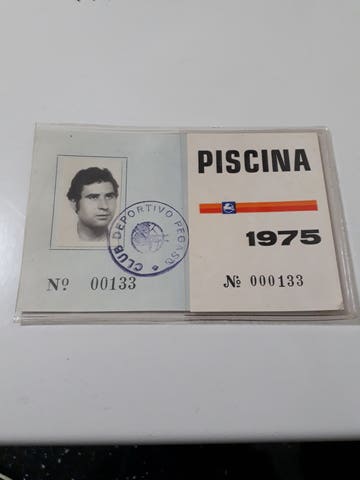 CLUB DEPORTIVO PEGASO
Nº 00133
PISCINA
1975
№ 000133